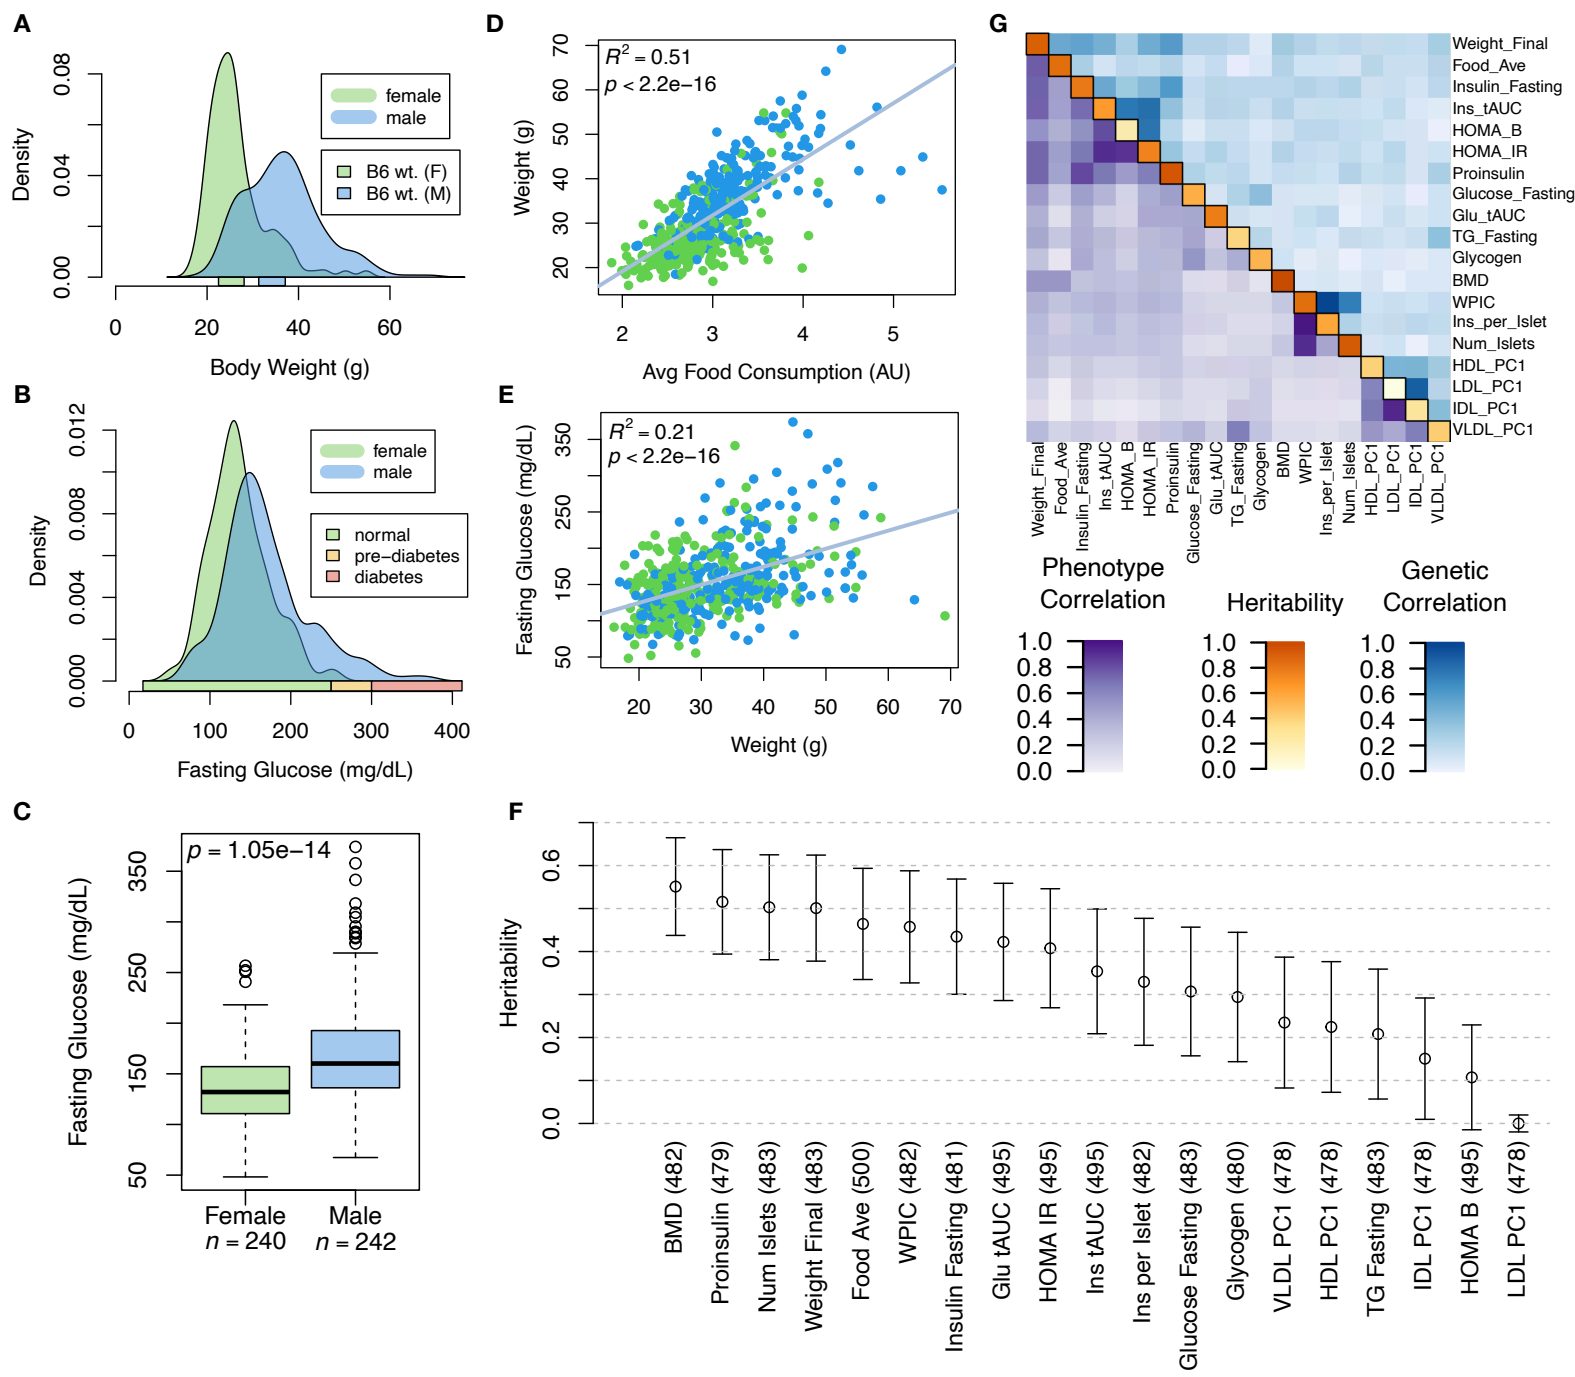 A
Density
0.00
0.04
0.08
female
male
B6 wt. (F)
B6 wt. (M)
0
20
40
60
Body Weight (g)
B
Density
0.000
0.004
0.008
0.012
female
male
normal
pre−diabetes
diabetes
0
100
200
300
400
Fasting Glucose (mg/dL)
C
Fasting Glucose (mg/dL)
50
150
250
350
p = 1.05e−14
Female
n = 240
Male
n = 242
D
Weight (g)
20
30
40
50
60
70
R2 = 0.51
p < 2.2e−16
2
3
4
5
Avg Food Consumption (AU)
E
Fasting Glucose (mg/dL)
50
150
250
350
R2 = 0.21
p < 2.2e−16
20
30
40
50
60
70
Weight (g)
F
Heritability
0.0
0.2
0.4
0.6
BMD (482)
Proinsulin (479)
Num Islets (483)
Weight Final (483)
Food Ave (500)
WPIC (482)
Insulin Fasting (481)
Glu tAUC (495)
HOMA IR (495)
Ins tAUC (495)
Ins per Islet (482)
Glucose Fasting (483)
Glycogen (480)
VLDL PC1 (478)
HDL PC1 (478)
TG Fasting (483)
IDL PC1 (478)
HOMA B (495)
LDL PC1 (478)
G
Weight_Final
Food_Ave
Insulin_Fasting
Ins_tAUC
HOMA_B
HOMA_IR
Proinsulin
Glucose_Fasting
Glu_tAUC
TG_Fasting
Glycogen
BMD
WPIC
Ins_per_Islet
Num_Islets
HDL_PC1
LDL_PC1
IDL_PC1
VLDL_PC1
Weight_Final
Food_Ave
Insulin_Fasting
Ins_tAUC
HOMA_B
HOMA_IR
Proinsulin
Glucose_Fasting
Glu_tAUC
TG_Fasting
Glycogen
BMD
WPIC
Ins_per_Islet
Num_Islets
HDL_PC1
LDL_PC1
IDL_PC1
VLDL_PC1
Phenotype
Correlation
1.0
0.8
0.6
0.4
0.2
0.0
Heritability
1.0
0.8
0.6
0.4
0.2
0.0
Genetic
Correlation
1.0
0.8
0.6
0.4
0.2
0.0